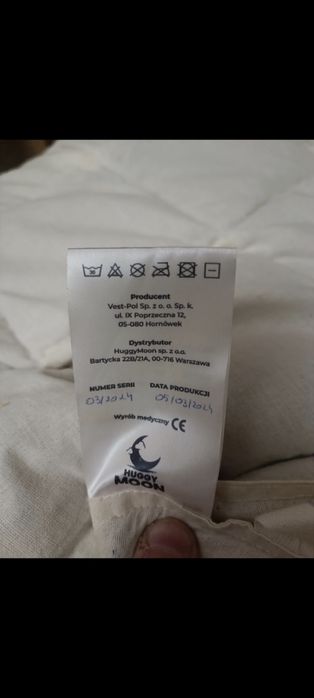 Producent
Vest-Pol Sp. z o. o. Sp. k.
ul. IX Poprzeczna 12,
05-080 Hornówek
Dystrybutor
HuggyMoon sp. z o.o.
Bartycka 22B/21A, 00-716 Warszawa
NUMER SERII DATA PRODUKCJI
03/2024 05/03/2024
Wyrób medyczny CE
HUGGY
MOON